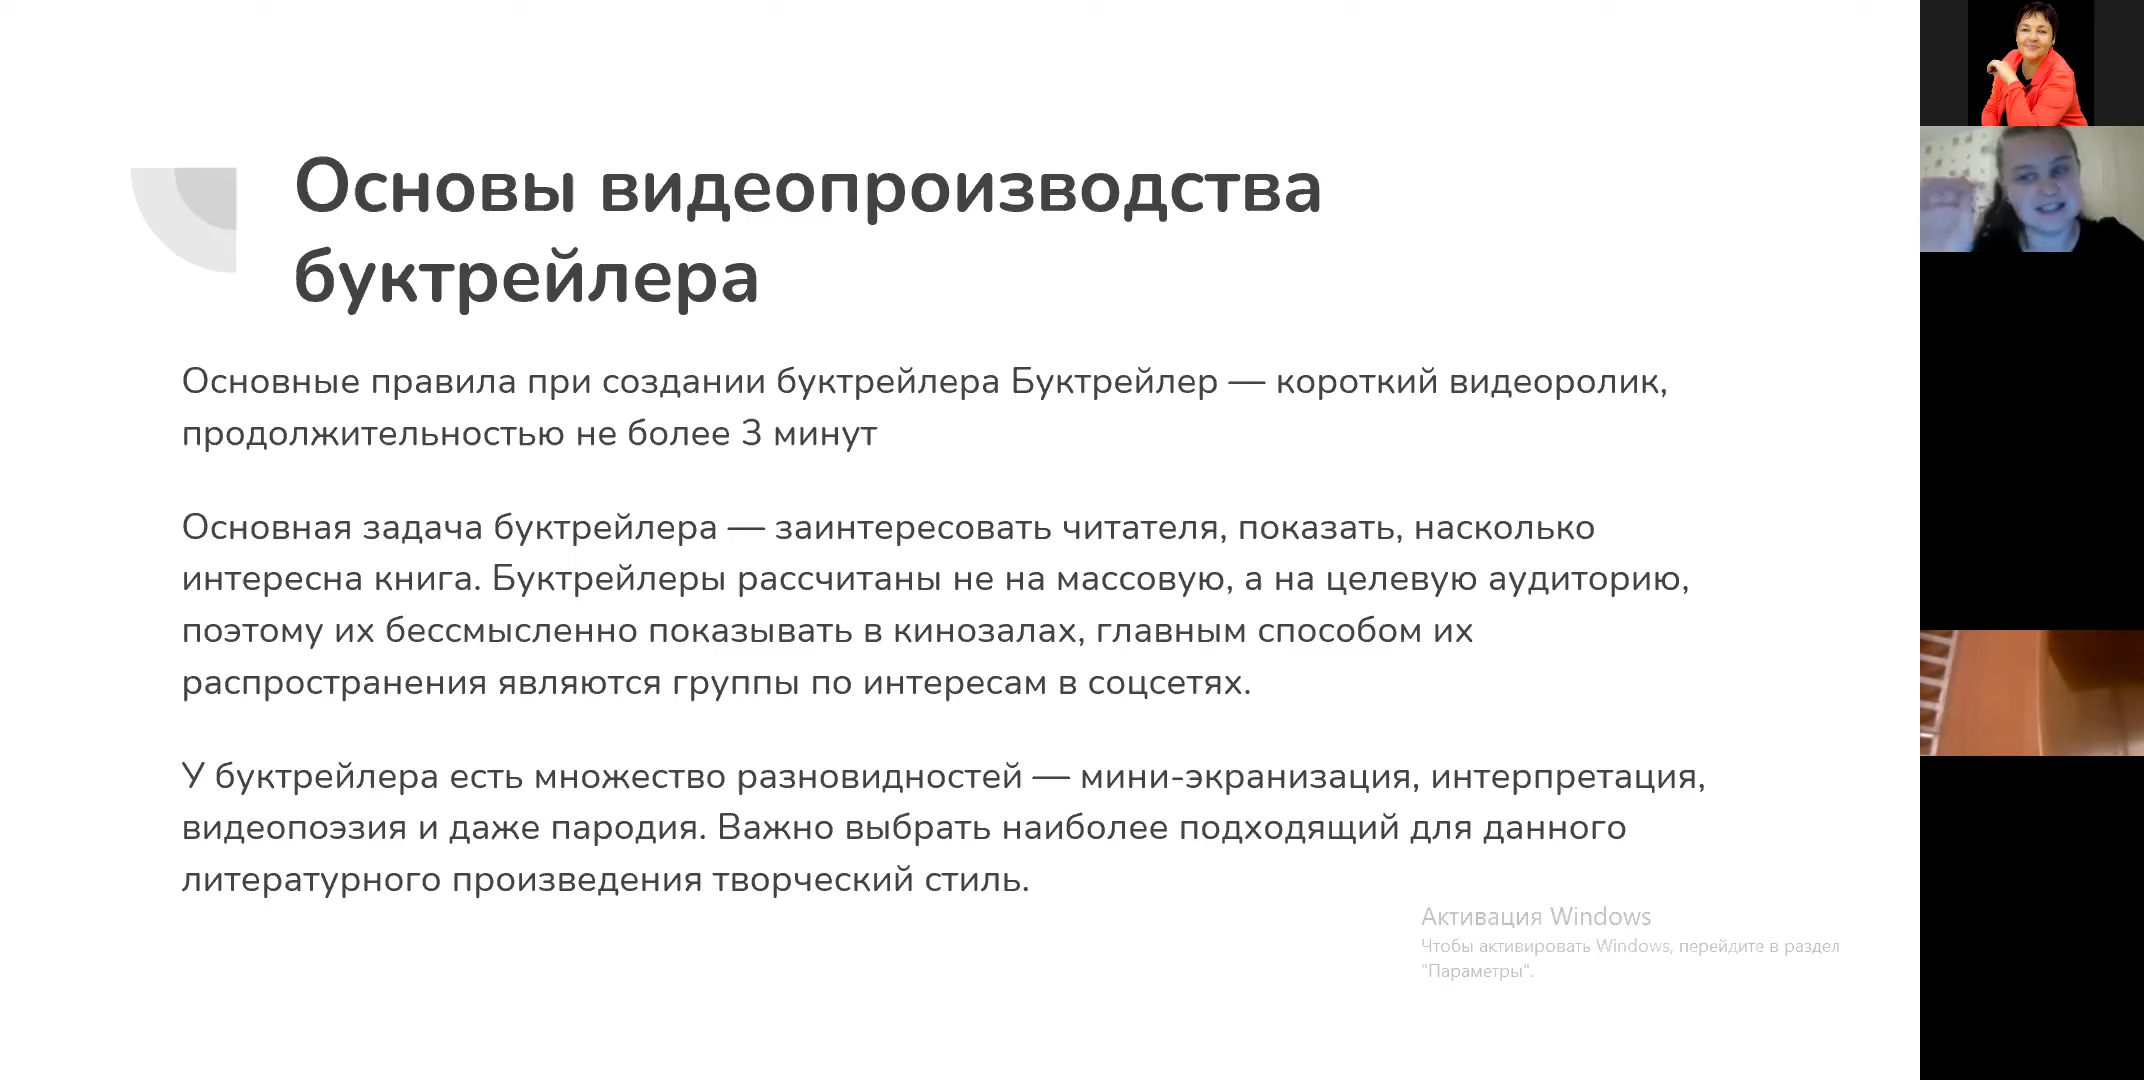 Основы видеопроизводства
буктрейлера
Основные правила при создании буктрейлера Буктрейлер — короткий видеоролик,
продолжительностью не более 3 минут
Основная задача буктрейлера — заинтересовать читателя, показать, насколько
интересна книга. Буктрейлеры рассчитаны не на массовую, а на целевую аудиторию,
поэтому их бессмысленно показывать в кинозалах, главным способом их
распространения являются группы по интересам в соцсетях.
У буктрейлера есть множество разновидностей — мини-экранизация, интерпретация,
видеопоэзия и даже пародия. Важно выбрать наиболее подходящий для данного
литературного произведения творческий стиль.
Активация Windows
Чтобы активировать Windows, перейдите в раздел
"Параметры".